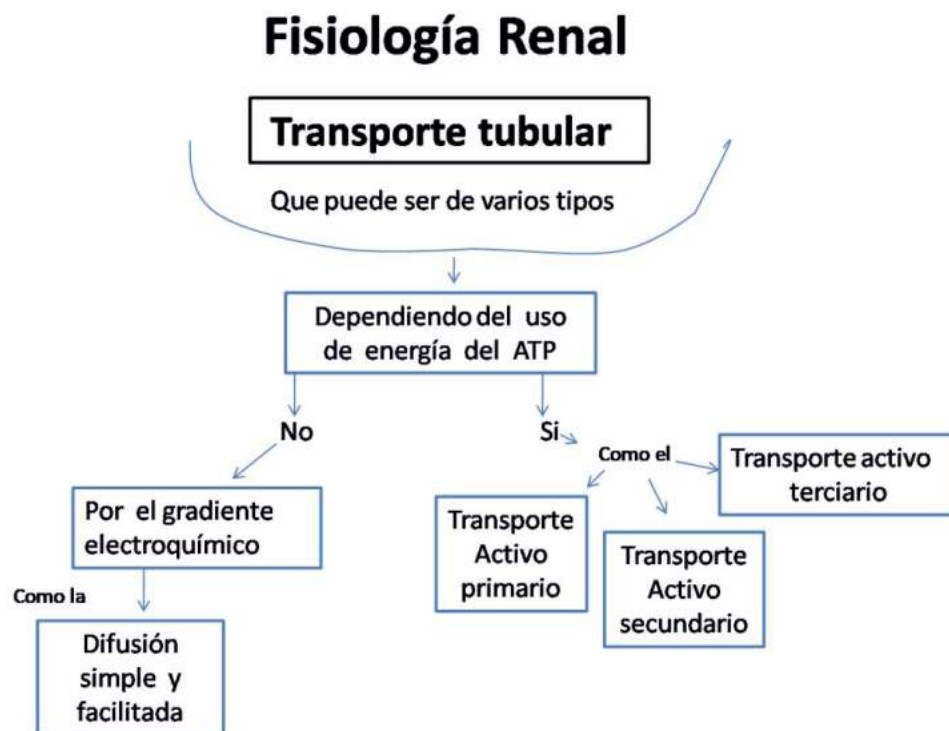 Fisiología Renal
Transporte tubular
Que puede ser de varios tipos
Dependiendo del uso
de energía del ATP
No
Si
Como el
Transporte activo
terciario
Por el gradiente
electroquímico
Transporte
Activo
primario
Transporte
Activo
secundario
Como la
Difusión
simple y
facilitada